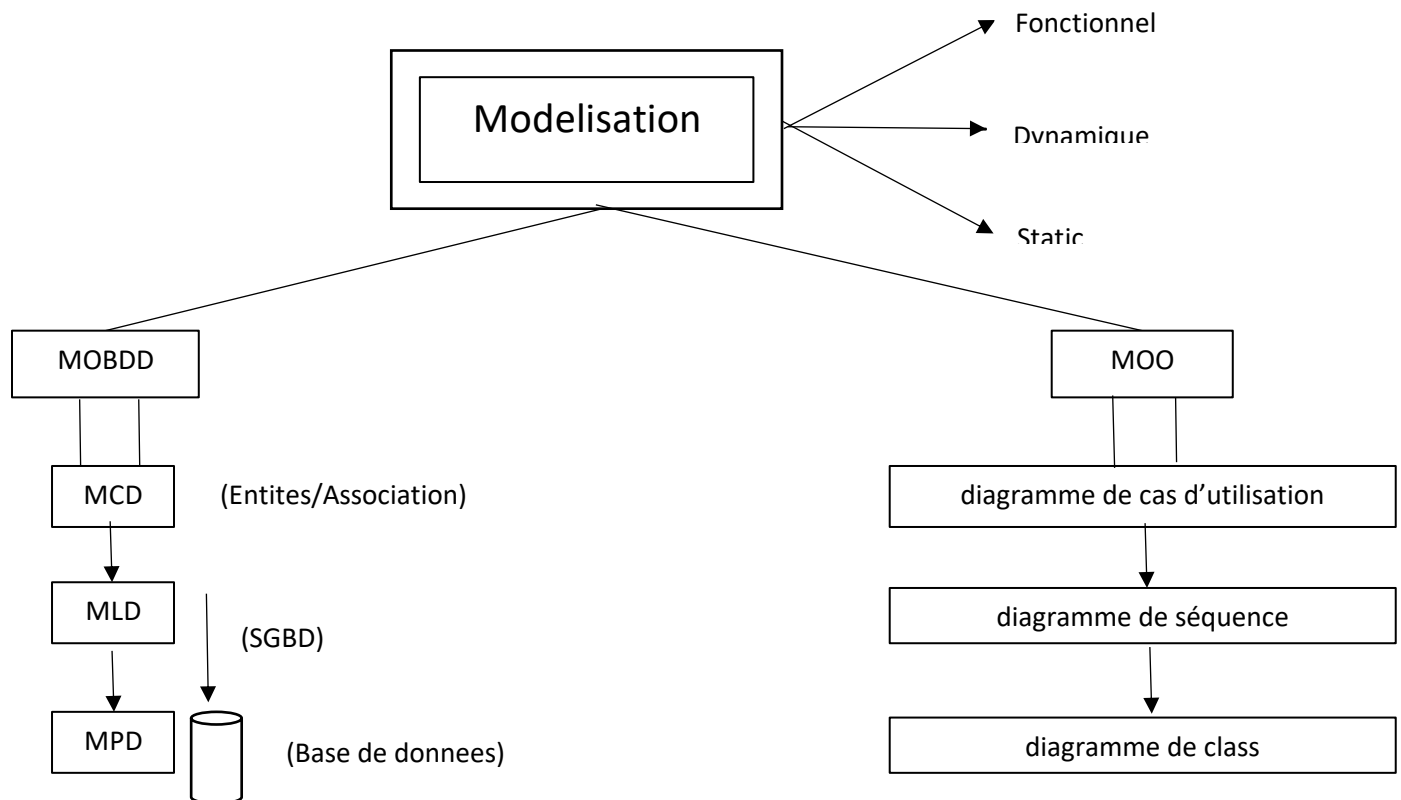 Fonctionnel
Modelisation
Dynamique
Static
MOBDD
MOO
MCD
(Entites/Association)
diagramme de cas d’utilisation
MLD
diagramme de séquence
(SGBD)
MPD
(Base de donnees)
diagramme de class